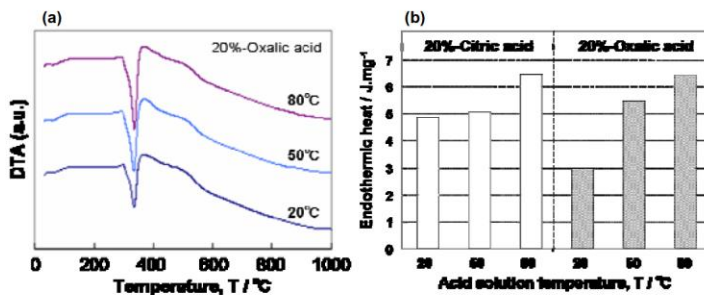 (a)
20%-Oxalic acid
80°C
50°C
20°C
DTA (a.u.)
0 200 400 600 800 1000
Temperature, T / °C
(b)
20%-Citric acid 20%-Oxalic acid
7
6
5
4
3
2
1
0
Endothermic heat / J.mg-1
20 50 80 20 50 80
Acid solution temperature, T / °C